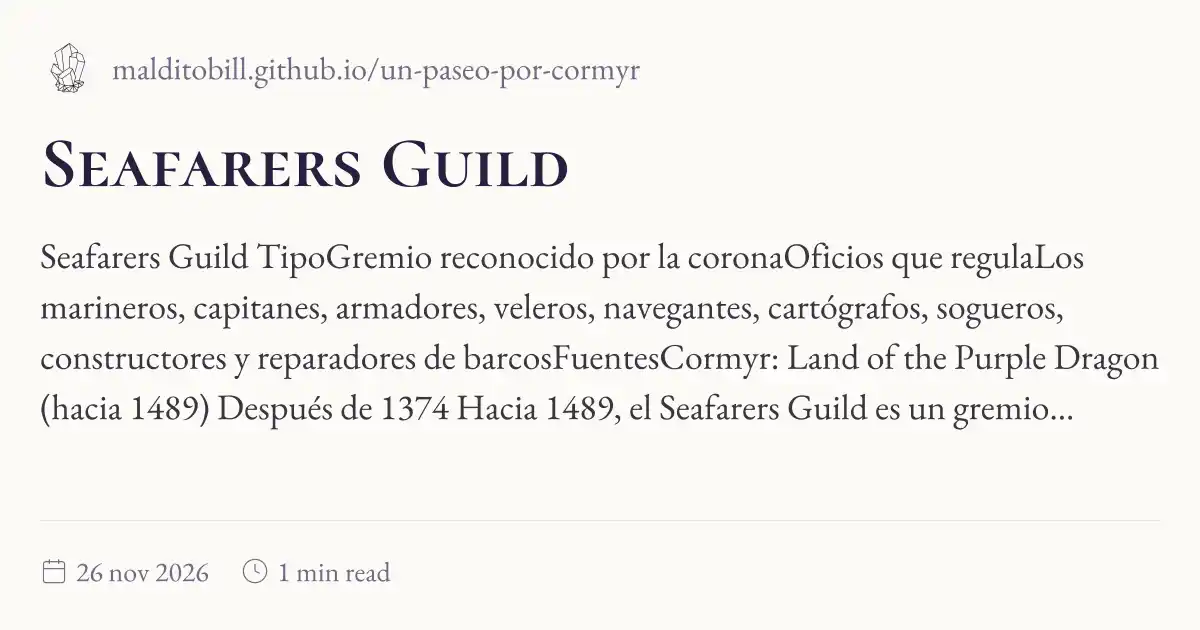 malditobill.github.io/un-paseo-por-cormyr
Seafarers Guild
Seafarers Guild TipoGremio reconocido por la coronaOficios que regulaLos
marineros, capitanes, armadores, veleros, navegantes, cartógrafos, sogueros,
constructores y reparadores de barcosFuentesCormyr: Land of the Purple Dragon
(hacia 1489) Después de 1374 Hacia 1489, el Seafarers Guild es un gremio...
26 nov 2026
1 min read